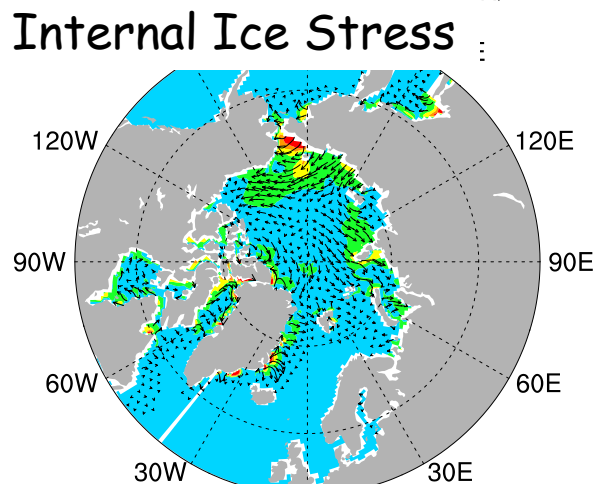 Internal Ice Stress
120W
120E
90W
90E
60W
60E
30W
30E